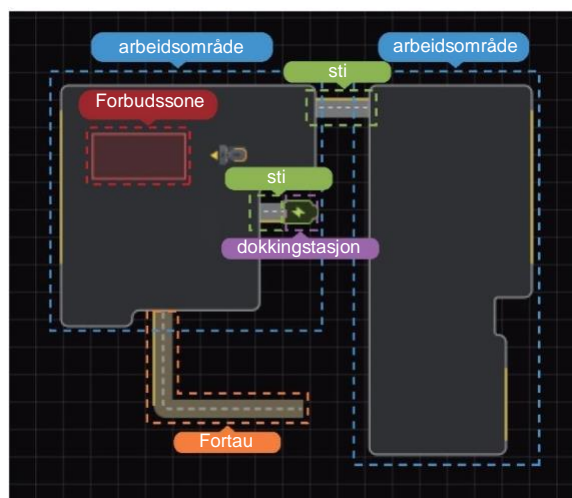 arbeidsområde
arbeidsområde
sti
Forbudssone
sti
dokkingstasjon
Fortau